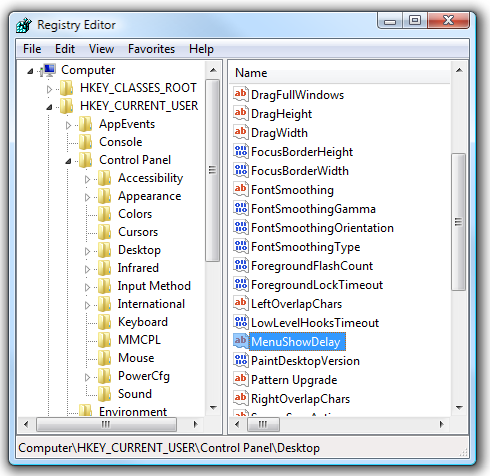 Registry Editor
File Edit View Favorites Help
Computer
HKEY_CLASSES_ROOT
HKEY_CURRENT_USER
AppEvents
Console
Control Panel
Accessibility
Appearance
Colors
Cursors
Desktop
Infrared
Input Method
International
Keyboard
MMCPL
Mouse
PowerCfg
Sound
Environment
Name
DragFullWindows
DragHeight
DragWidth
FocusBorderHeight
FocusBorderWidth
FontSmoothing
FontSmoothingGamma
FontSmoothingOrientation
FontSmoothingType
ForegroundFlashCount
ForegroundLockTimeout
LeftOverlapChars
LowLevelHooksTimeout
MenuShowDelay
PaintDesktopVersion
Pattern Upgrade
RightOverlapChars
Computer\HKEY_CURRENT_USER\Control Panel\Desktop